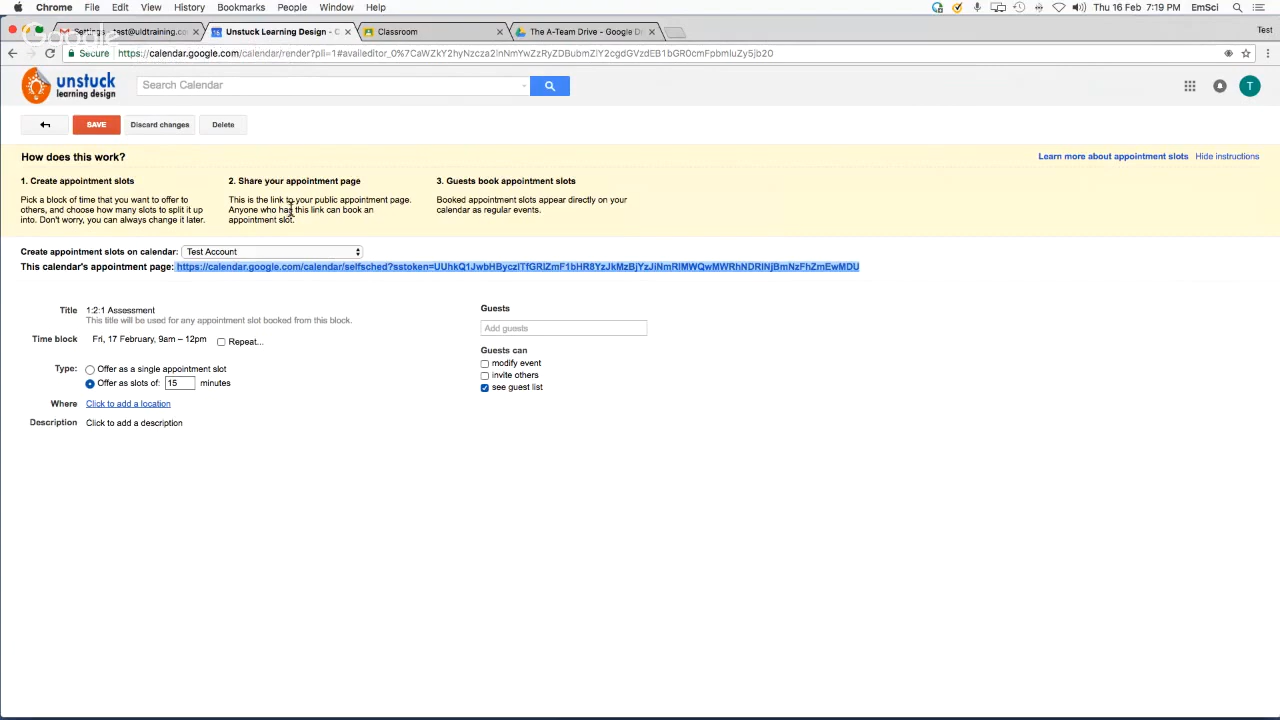 Chrome File Edit View History Bookmarks People Window Help Thu 16 Feb 7:19 PM EmSci
Google
test@uldtraining.co Unstuck Learning Design - C Classroom The A-Team Drive - Google Dr Test
Secure
unstuck
learning design
Search Calendar
T
SAVE Discard changes Delete
How does this work? Learn more about appointment slots Hide instructions
1. Create appointment slots 2. Share your appointment page 3. Guests book appointment slots
Pick a block of time that you want to offer to
others, and choose how many slots to split it up
into. Don't worry, you can always change it later.
This is the link to your public appointment page.
Anyone who has this link can book an
appointment slot.
Booked appointment slots appear directly on your
calendar as regular events.
Create appointment slots on calendar: Test Account
This calendar's appointment page:
Title 1:2:1 Assessment
This title will be used for any appointment slot booked from this block.
Time block Fri, 17 February, 9am – 12pm Repeat...
Type: Offer as a single appointment slot
Offer as slots of: 15 minutes
Where Click to add a location
Description Click to add a description
Guests
Add guests
Guests can
modify event
invite others
see guest list